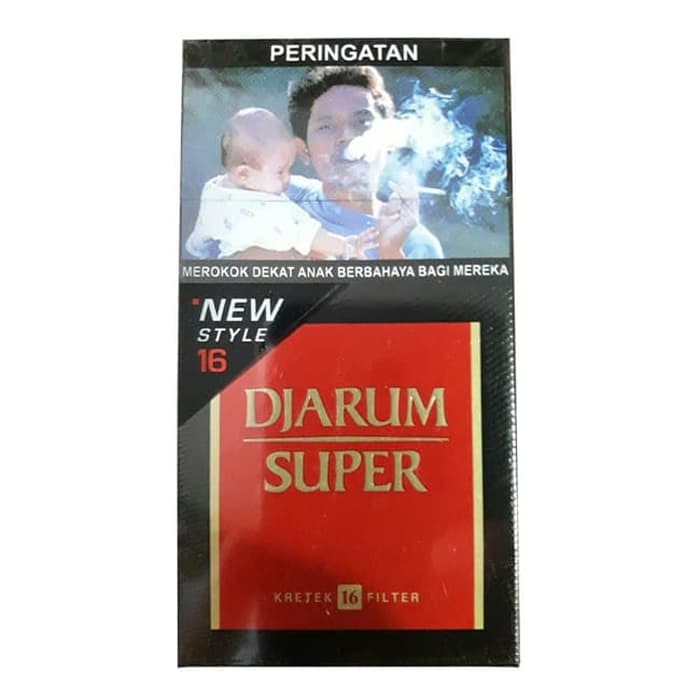 PERINGATAN
MEROKOK DEKAT ANAK BERBAHAYA BAGI MEREKA
NEW
STYLE
16
DJARUM
SUPER
KRETEK 16 FILTER